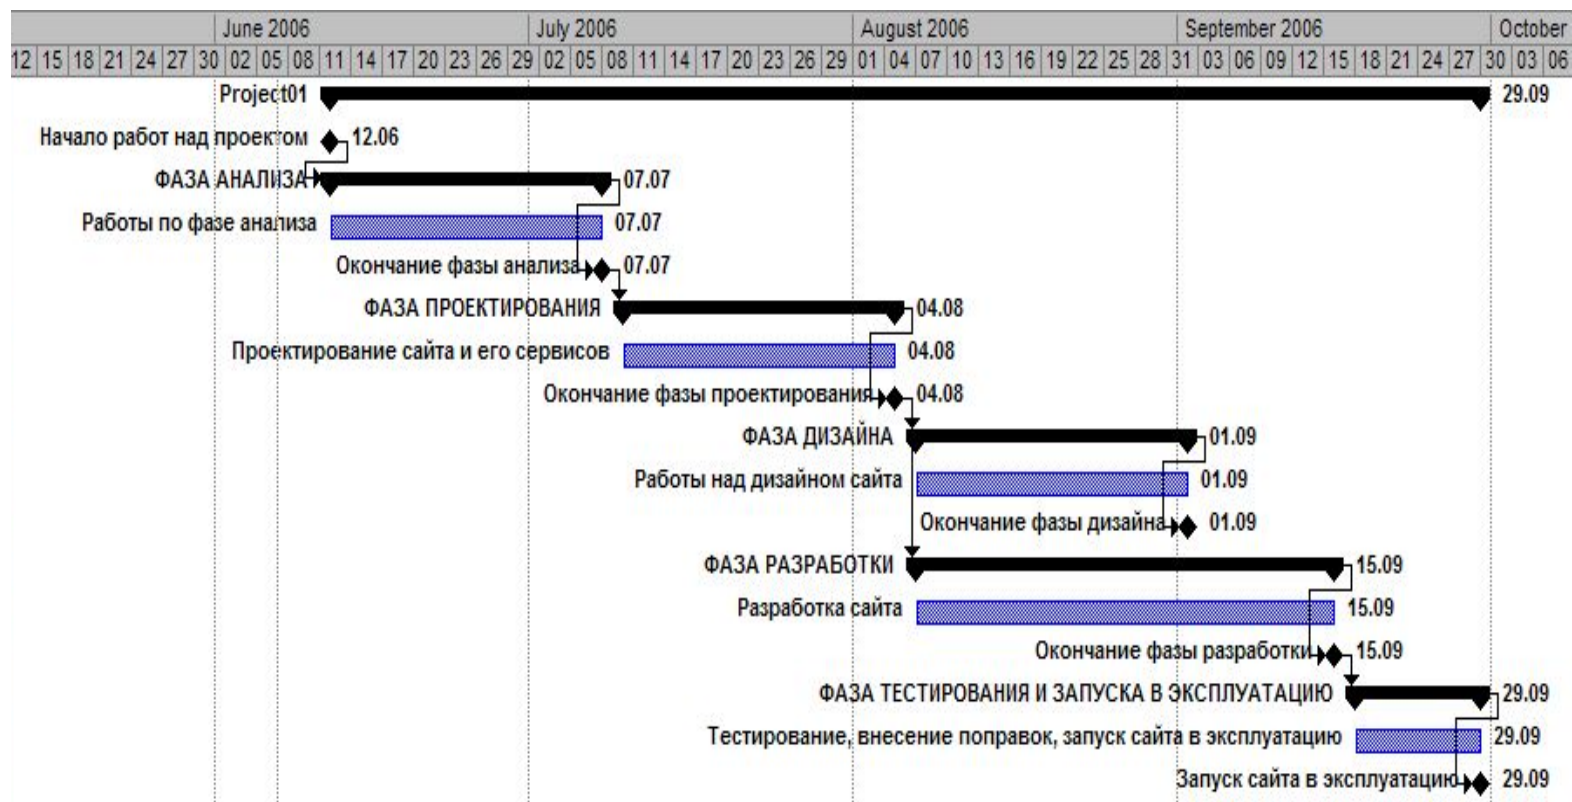 June 2006 July 2006 August 2006 September 2006 October
12 15 18 21 24 27 30 02 05 08 11 14 17 20 23 26 29 02 05 08 11 14 17 20 23 26 29 01 04 07 10 13 16 19 22 25 28 31 03 06 09 12 15 18 21 24 27 30 03 06
Project01 29.09
Начало работ над проектом 12.06
ФАЗА АНАЛИЗА 07.07
Работы по фазе анализа 07.07
Окончание фазы анализа 07.07
ФАЗА ПРОЕКТИРОВАНИЯ 04.08
Проектирование сайта и его сервисов 04.08
Окончание фазы проектирования 04.08
ФАЗА ДИЗАЙНА 01.09
Работы над дизайном сайта 01.09
Окончание фазы дизайна 01.09
ФАЗА РАЗРАБОТКИ 15.09
Разработка сайта 15.09
Окончание фазы разработки 15.09
ФАЗА ТЕСТИРОВАНИЯ И ЗАПУСКА В ЭКСПЛУАТАЦИЮ 29.09
Тестирование, внесение поправок, запуск сайта в эксплуатацию 29.09
Запуск сайта в эксплуатацию 29.09